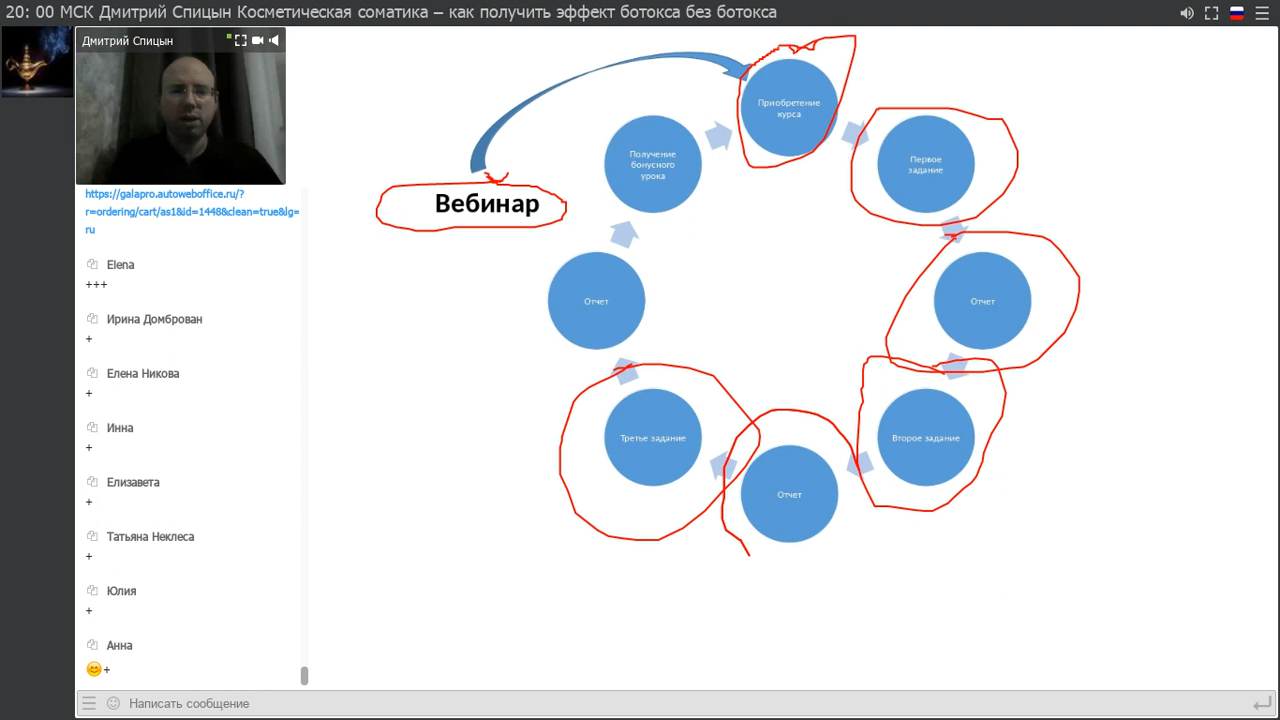 20: 00 МСК Дмитрий Спицын Косметическая соматика – как получить эффект ботокса без ботокса
Дмитрий Спицын
https://galapro.autoweboffice.ru/?
r=ordering/cart/as1&id=1448&clean=true&lg=
ru
Elena
+++
Ирина Домброван
+
Елена Никова
+
Инна
+
Елизавета
+
Татьяна Неклеса
+
Юлия
+
Анна
😊+
Написать сообщение
Вебинар
Приобретение
курса
Первое
задание
Отчет
Второе задание
Отчет
Третье задание
Отчет
Получение
бонусного
урока